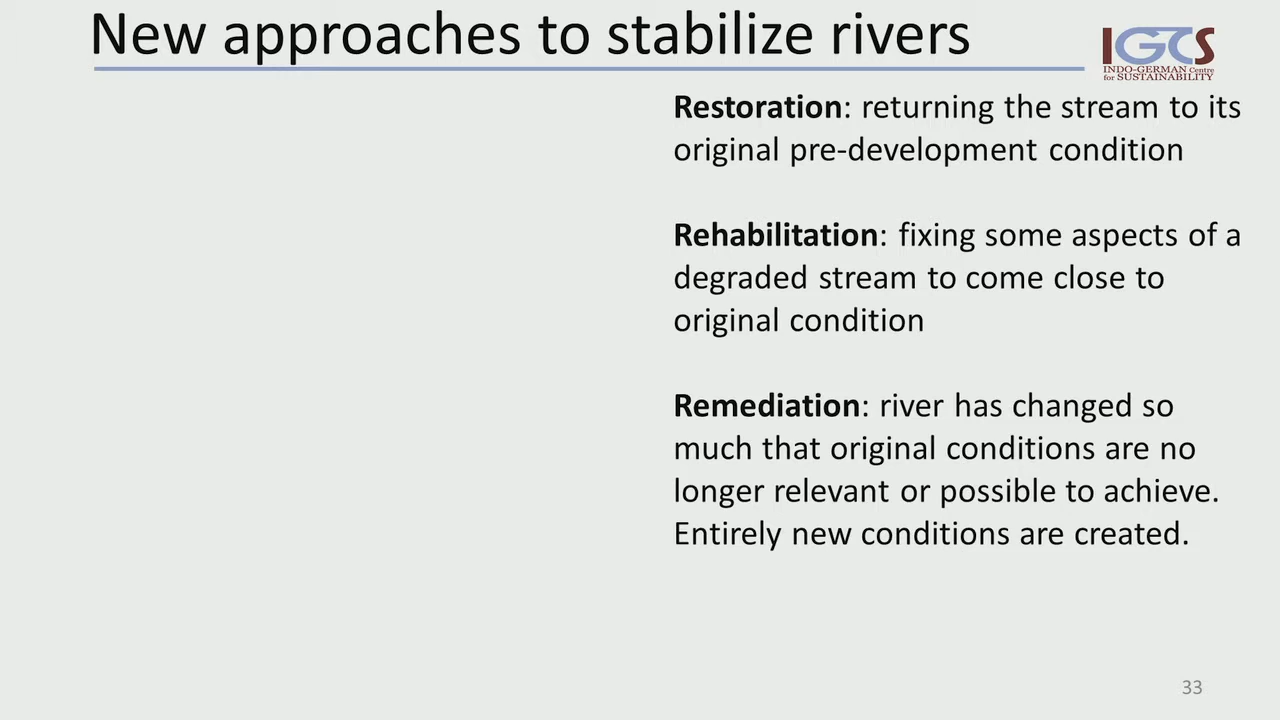 New approaches to stabilize rivers
IGCS
INDO-GERMAN Centre
for SUSTAINABILITY
Restoration: returning the stream to its
original pre-development condition
Rehabilitation: fixing some aspects of a
degraded stream to come close to
original condition
Remediation: river has changed so
much that original conditions are no
longer relevant or possible to achieve.
Entirely new conditions are created.
33